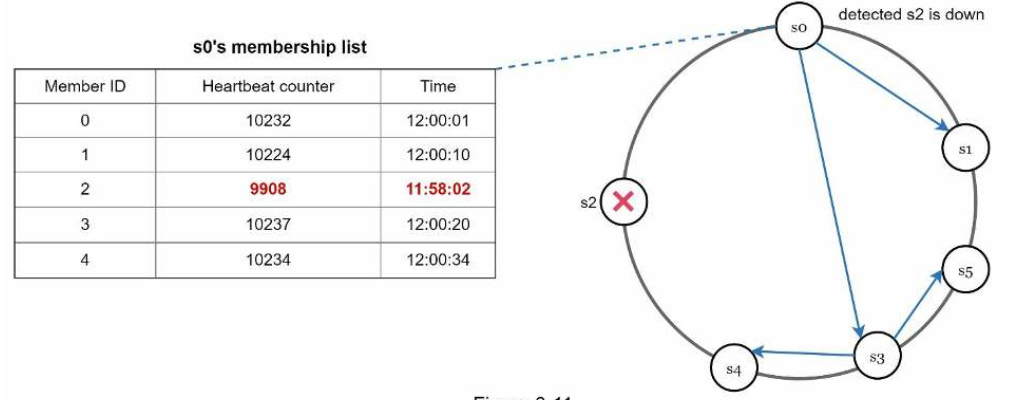 detected s2 is down
s0's membership list
Member ID Heartbeat counter Time
0 10232 12:00:01
1 10224 12:00:10
2 9908 11:58:02
3 10237 12:00:20
4 10234 12:00:34
s0
s1
s2
s5
s3
s4